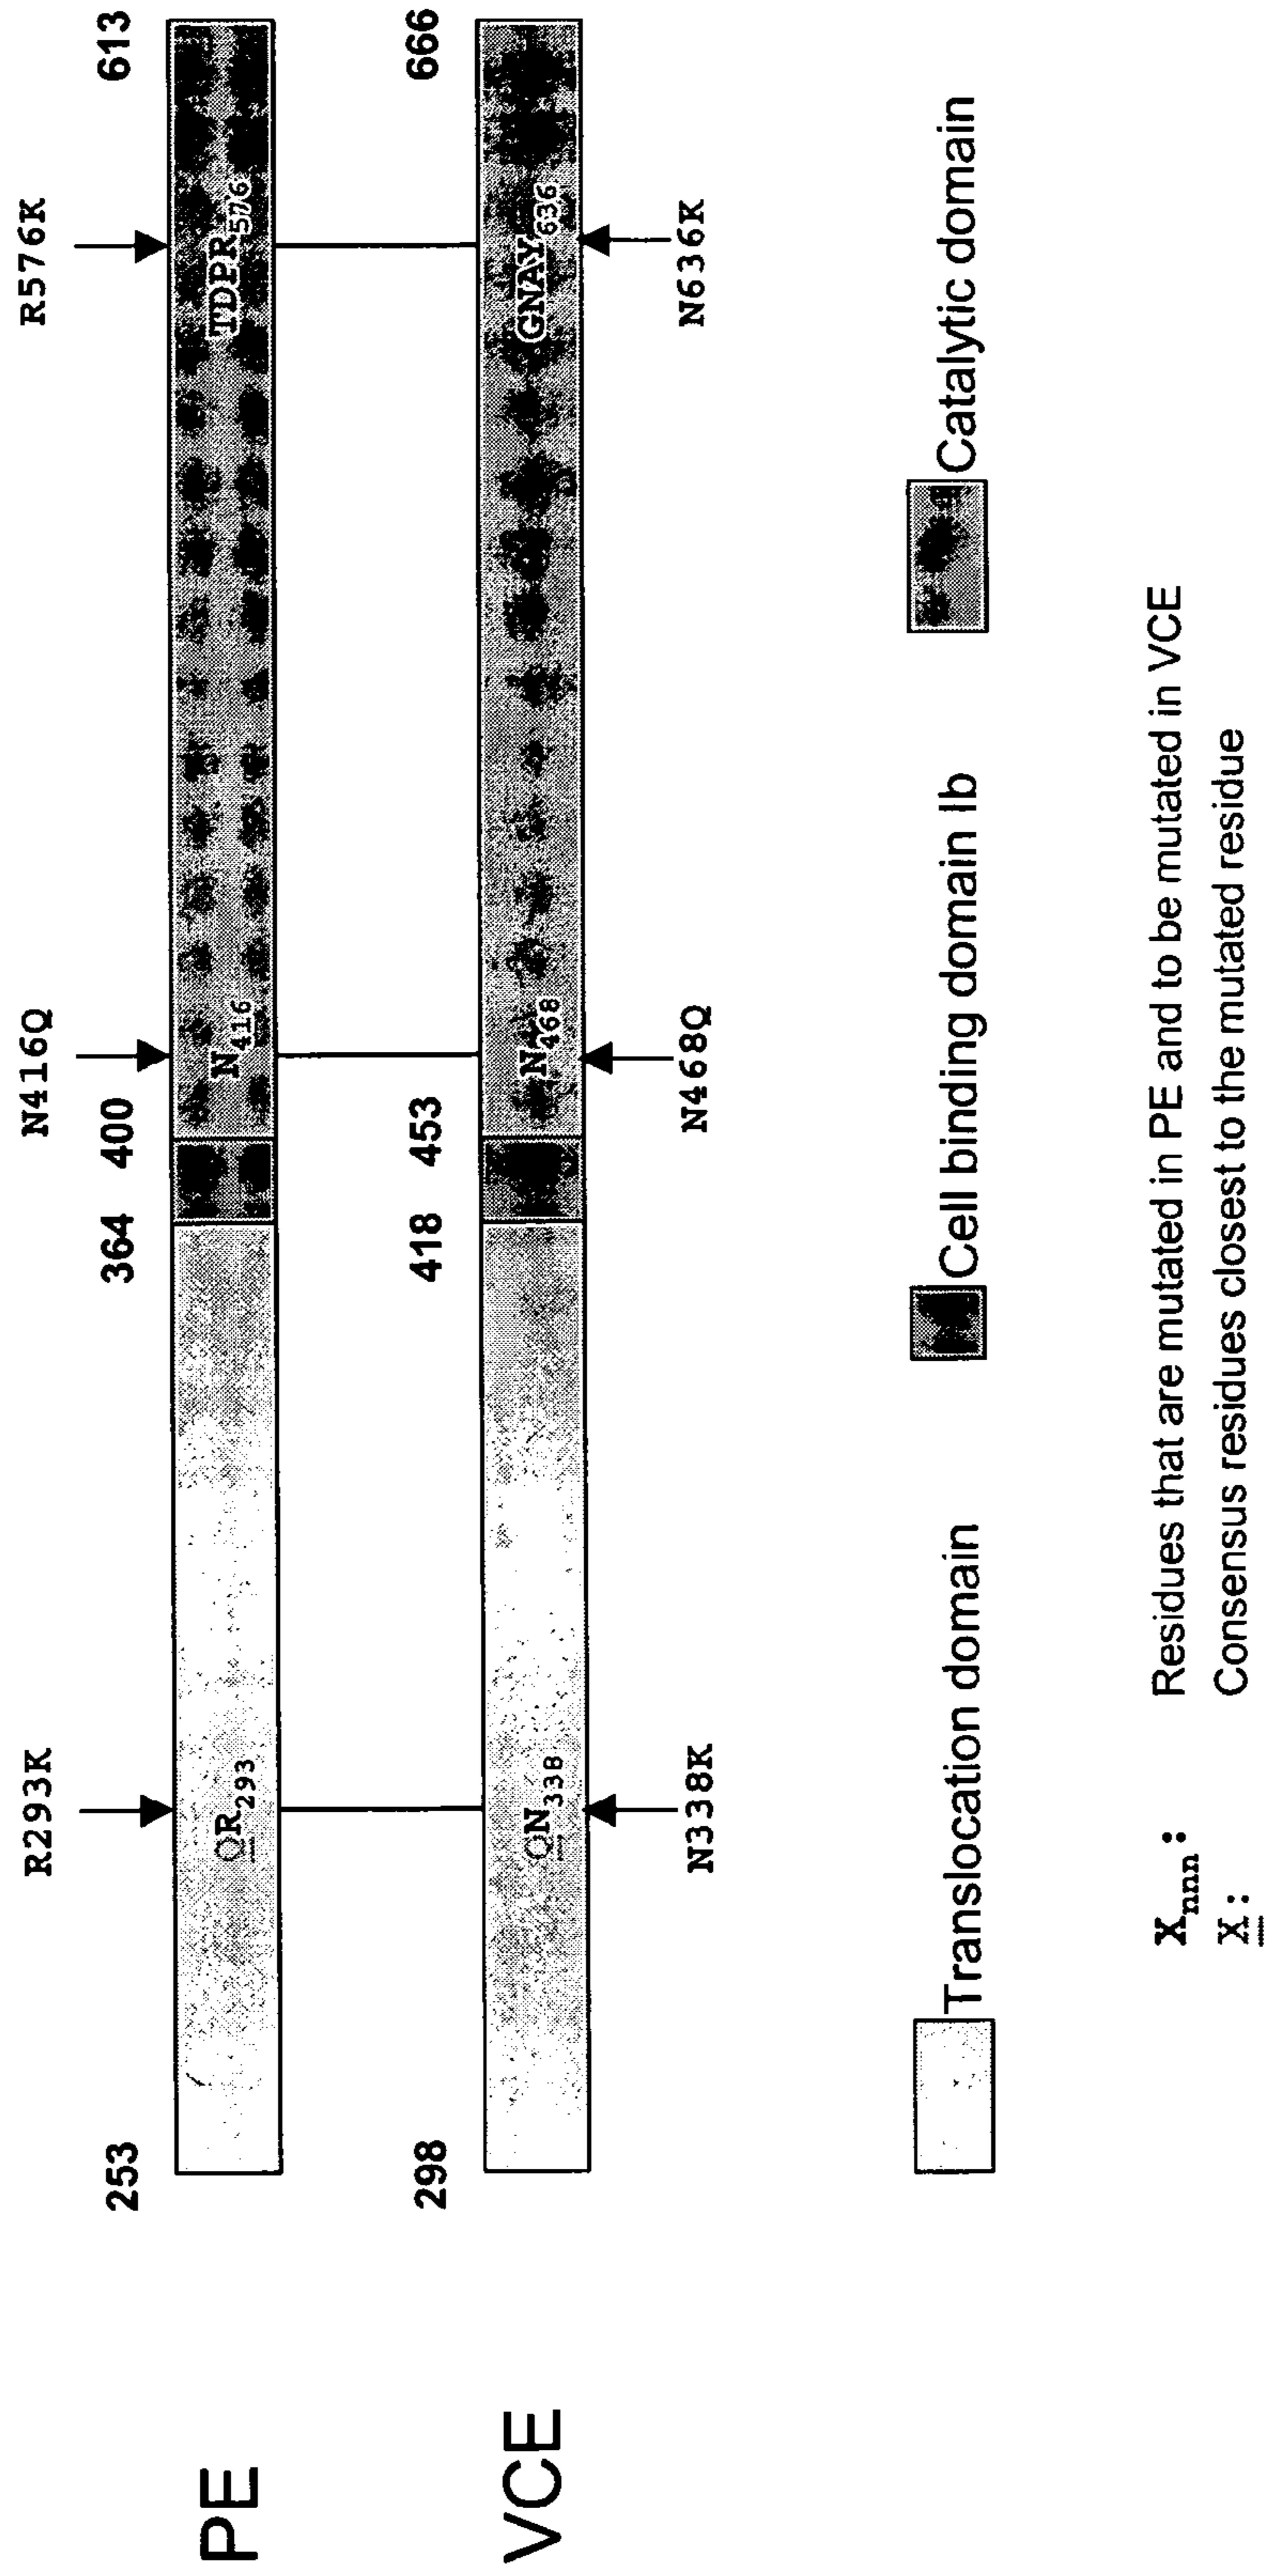 R293K N416Q R576K
253 364 400 613
PE
QR293 N416 TDPR576
298 418 453 666
VCE
QN338 N468 GNAY636
N338K N468Q N636K
Translocation domain Cell binding domain Ib Catalytic domain
Xnnn: Residues that are mutated in PE and to be mutated in VCE
X: Consensus residues closest to the mutated residue